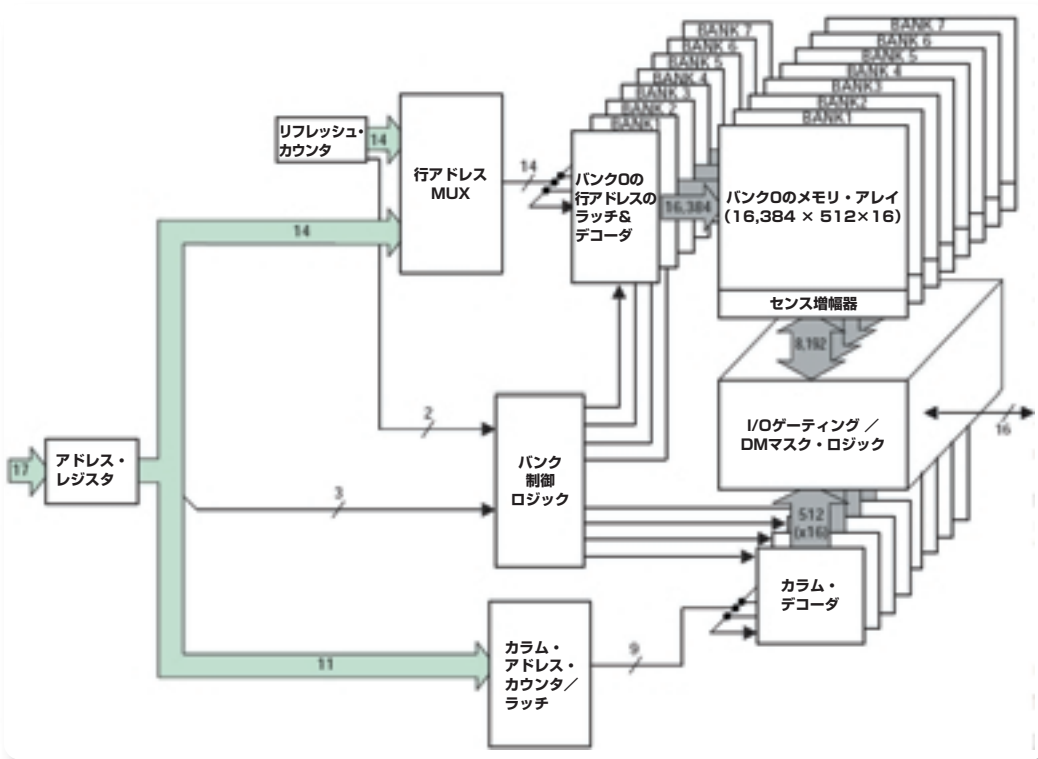 BANK 7
BANK 6
BANK 5
BANK 4
BANK 3
BANK 2
BANK1
BANK 7
BANK 6
BANK 5
BANK 4
BANK3
BANK2
BANK1
リフレッシュ・
カウンタ
14
行アドレス
MUX
14
バンク0の
行アドレスの
ラッチ&
デコーダ
16,384
バンク0のメモリ・アレイ
(16,384 × 512×16)
センス増幅器
14
8,192
I/Oゲーティング ／
DMマスク・ロジック
16
2
バンク
制御
ロジック
17
アドレス・
レジスタ
3
512
(x16)
カラム・
デコーダ
11
カラム・
アドレス・
カウンタ／
ラッチ
9